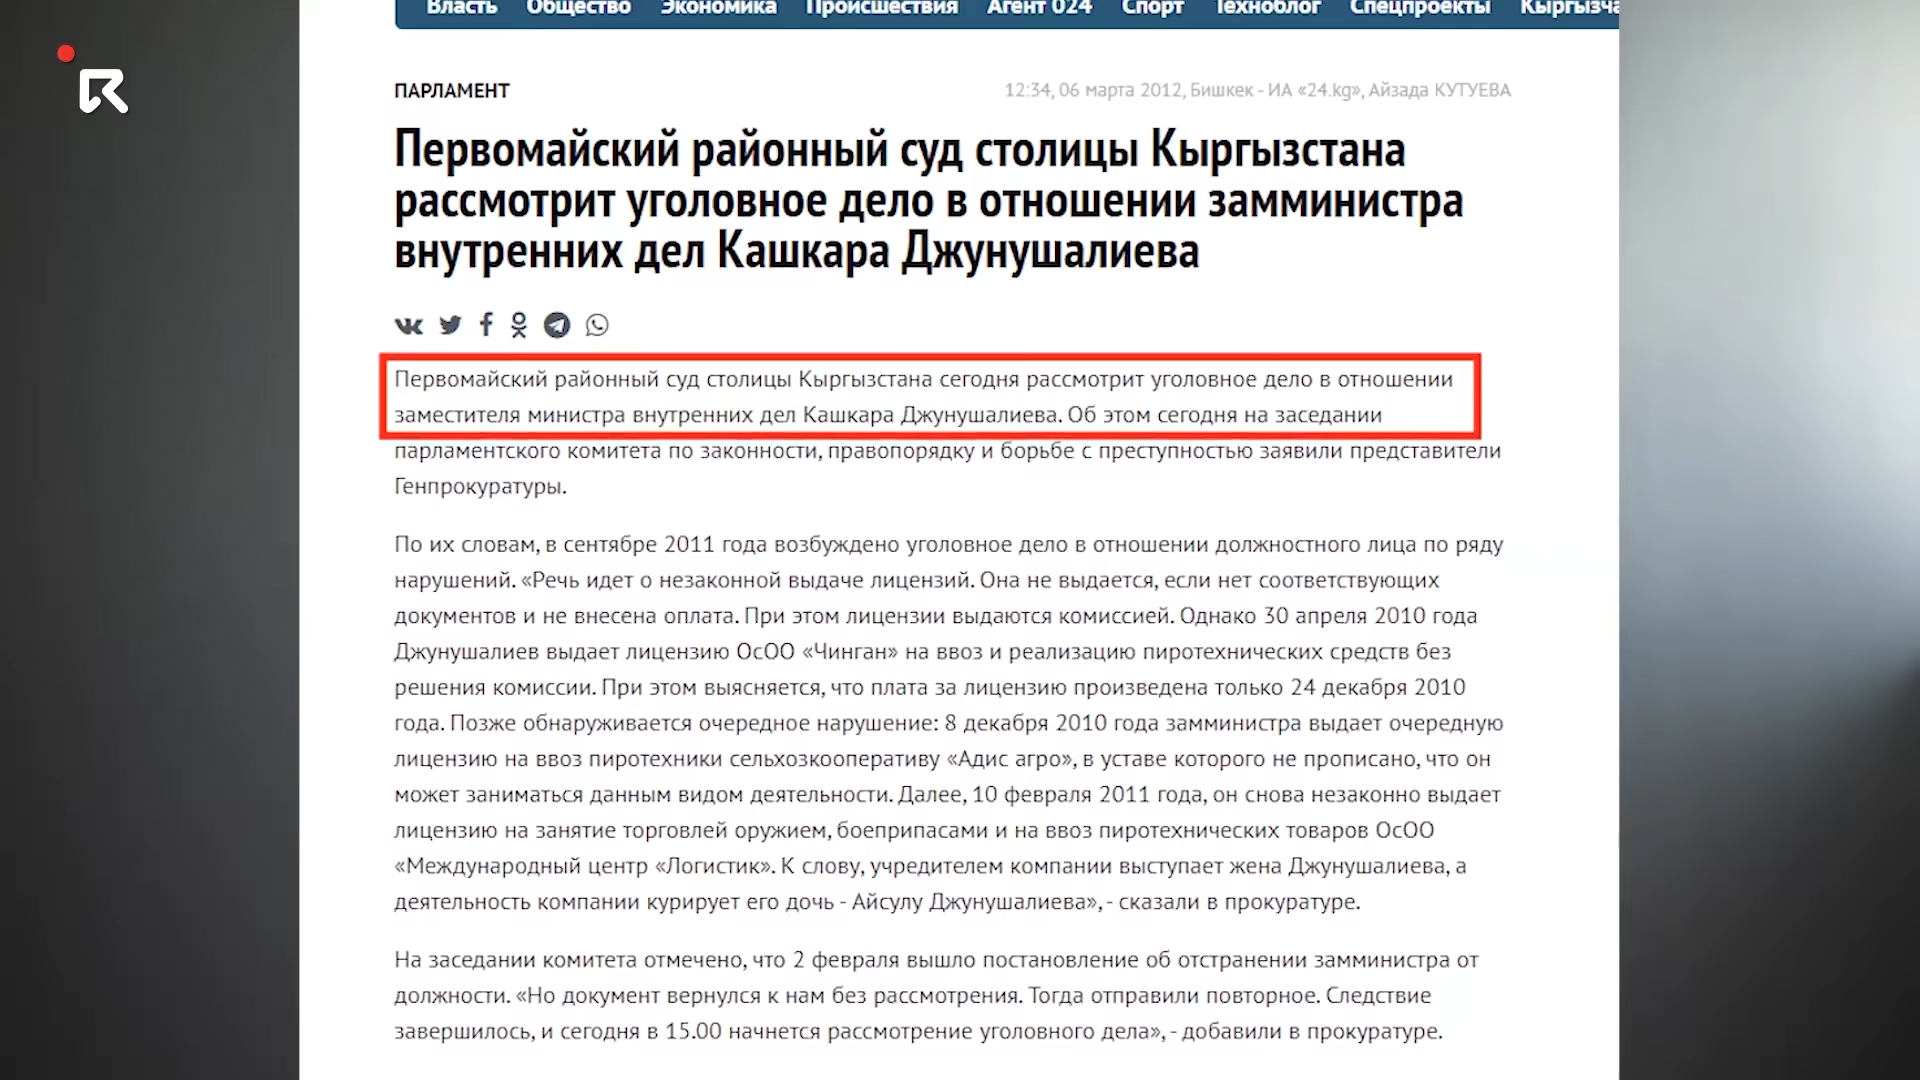 Власть Общество Экономика Происшествия Агент 024 Спорт Техноблог Спецпроекты Кыргызча
ПАРЛАМЕНТ
12:34, 06 марта 2012, Бишкек - ИА «24.kg», Айзада КУТУЕВА
Первомайский районный суд столицы Кыргызстана
рассмотрит уголовное дело в отношении замминистра
внутренних дел Кашкара Джунушалиева
Первомайский районный суд столицы Кыргызстана сегодня рассмотрит уголовное дело в отношении
заместителя министра внутренних дел Кашкара Джунушалиева. Об этом сегодня на заседании
парламентского комитета по законности, правопорядку и борьбе с преступностью заявили представители
Генпрокуратуры.
По их словам, в сентябре 2011 года возбуждено уголовное дело в отношении должностного лица по ряду
нарушений. «Речь идет о незаконной выдаче лицензий. Она не выдается, если нет соответствующих
документов и не внесена оплата. При этом лицензии выдаются комиссией. Однако 30 апреля 2010 года
Джунушалиев выдает лицензию ОсОО «Чинган» на ввоз и реализацию пиротехнических средств без
решения комиссии. При этом выясняется, что плата за лицензию произведена только 24 декабря 2010
года. Позже обнаруживается очередное нарушение: 8 декабря 2010 года замминистра выдает очередную
лицензию на ввоз пиротехники сельхозкооперативу «Адис агро», в уставе которого не прописано, что он
может заниматься данным видом деятельности. Далее, 10 февраля 2011 года, он снова незаконно выдает
лицензию на занятие торговлей оружием, боеприпасами и на ввоз пиротехнических товаров ОсОО
«Международный центр «Логистик». К слову, учредителем компании выступает жена Джунушалиева, а
деятельность компании курирует его дочь - Айсулу Джунушалиева», - сказали в прокуратуре.
На заседании комитета отмечено, что 2 февраля вышло постановление об отстранении замминистра от
должности. «Но документ вернулся к нам без рассмотрения. Тогда отправили повторное. Следствие
завершилось, и сегодня в 15.00 начнется рассмотрение уголовного дела», - добавили в прокуратуре.